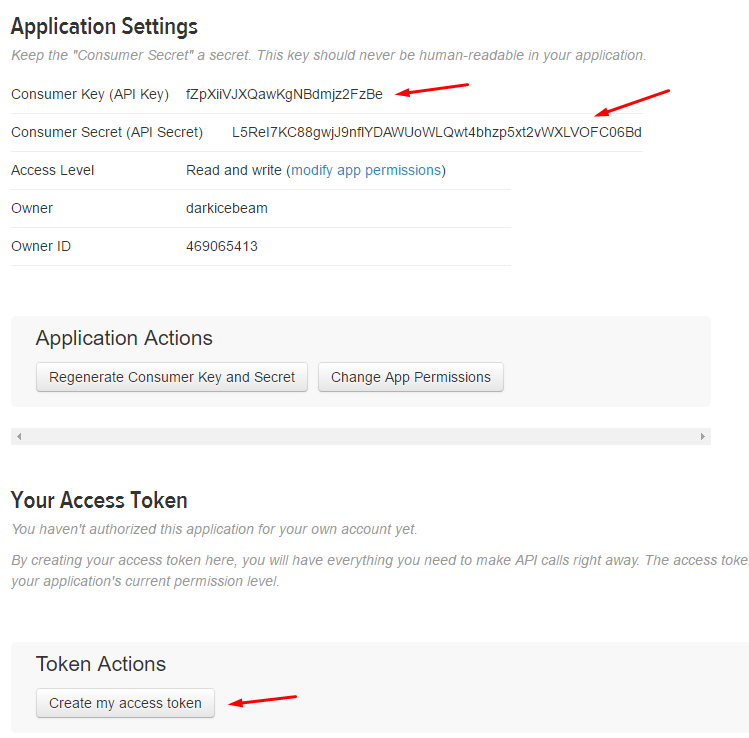 Application Settings
Keep the "Consumer Secret" a secret. This key should never be human-readable in your application.
Consumer Key (API Key) fZpXiiVJXQawKgNBdmjz2FzBe
Consumer Secret (API Secret) L5ReI7KC88gwjJ9nflYDAWUoWLQwt4bhzp5xt2vWXLVOFC06Bd
Access Level Read and write (modify app permissions)
Owner darkicebeam
Owner ID 469065413
Application Actions
Regenerate Consumer Key and Secret Change App Permissions
Your Access Token
You haven't authorized this application for your own account yet.
By creating your access token here, you will have everything you need to make API calls right away. The access toke
your application's current permission level.
Token Actions
Create my access token